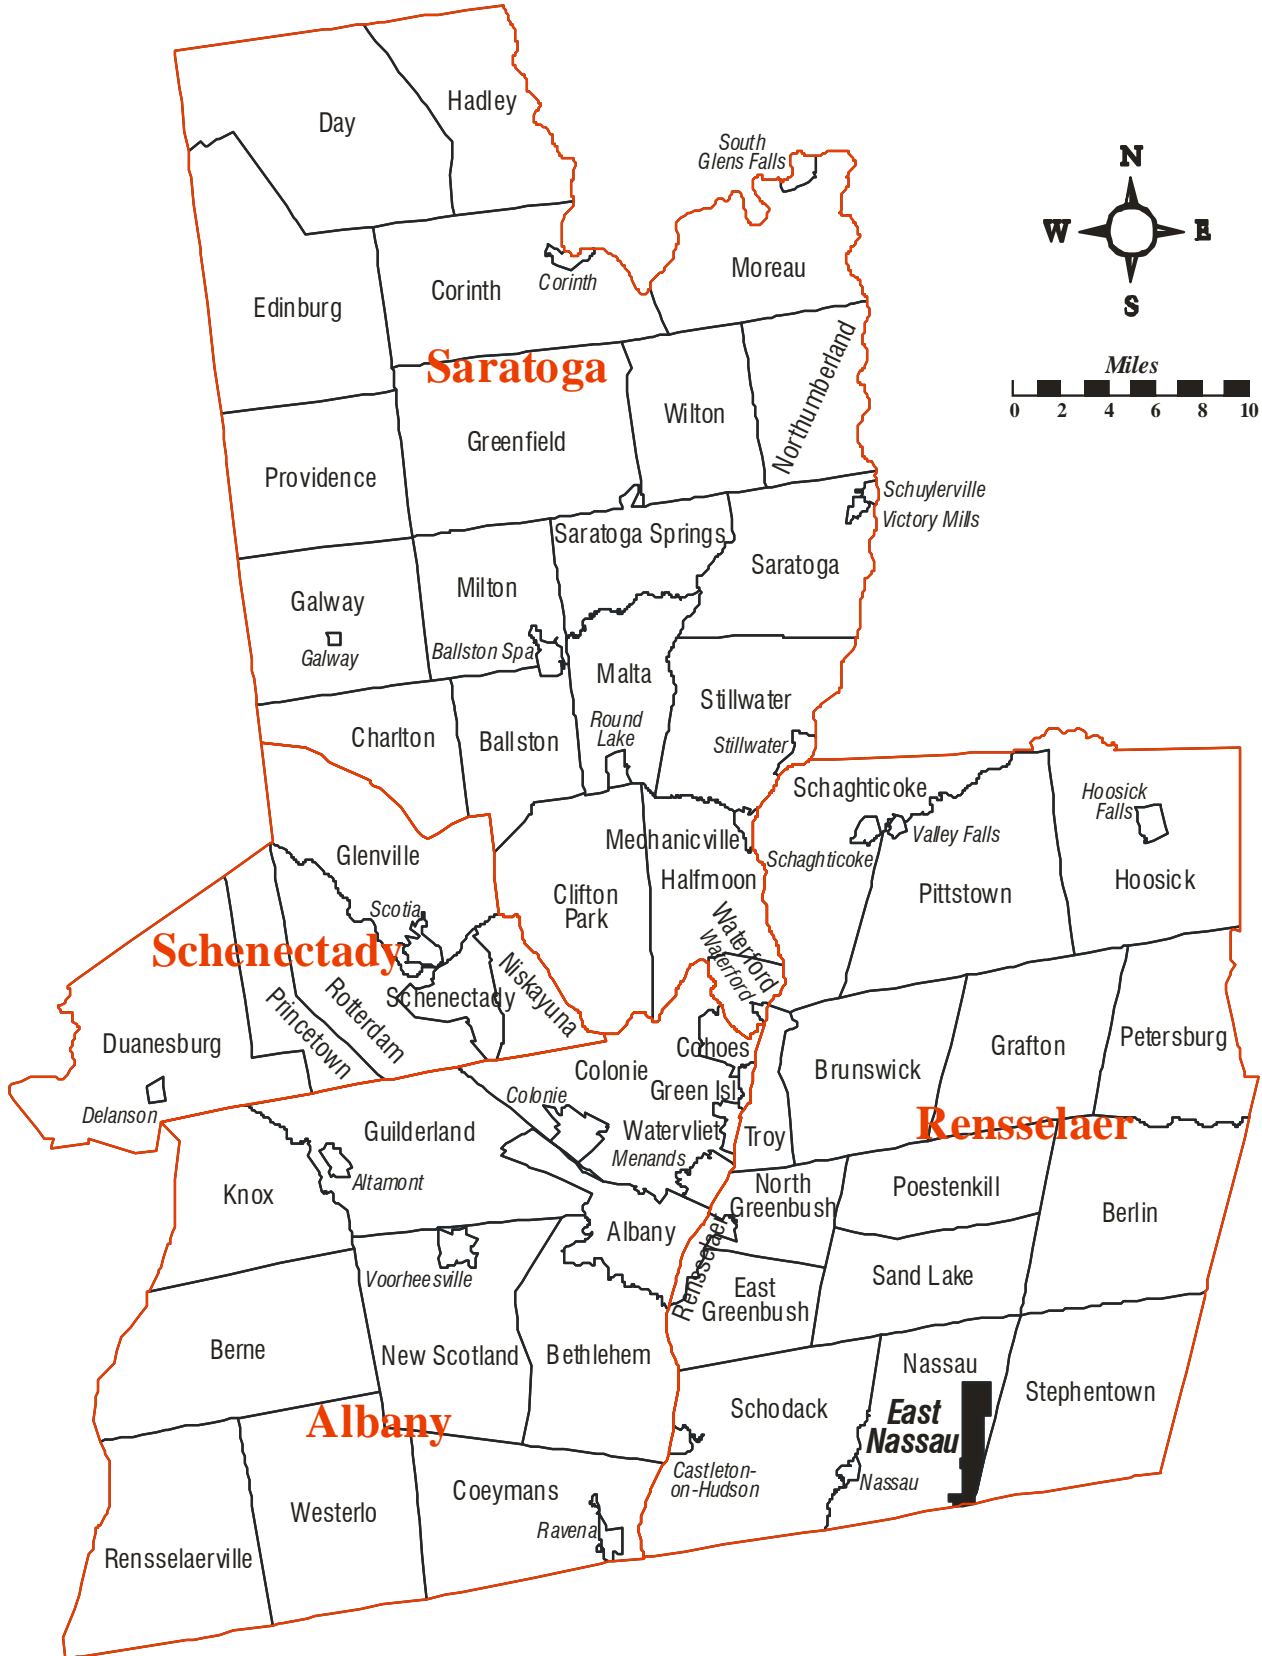 Hadley
Day
South
Glens Falls
N
W
E
S
Moreau
Corinth
Corinth
Edinburg
Northumberland
Saratoga
Miles
0 2 4 6 8 10
Wilton
Greenfield
Providence
Schuylerville
Victory Mills
Saratoga Springs
Saratoga
Milton
Galway
Galway
Ballston Spa
Malta
Stillwater
Round
Lake
Stillwater
Charlton
Ballston
Schaghticoke
Hoosick
Falls
Mechanicville
Valley Falls
Schaghticoke
Glenville
Halfmoon
Hoosick
Clifton
Park
Pittstown
Scotia
Waterford
Waterford
Schenectady
Niskayuna
Schenectady
Rotterdam
Princetown
Duanesburg
Cohoes
Petersburg
Grafton
Brunswick
Colonie
Green Isl.
Colonie
Delanson
Rensselaer
Guilderland
Watervliet
Troy
Menands
Altamont
Knox
North
Greenbush
Poestenkill
Berlin
Albany
Rensselaer
Voorheesville
Sand Lake
East
Greenbush
Berne
New Scotland
Bethlehem
Nassau
Stephentown
Schodack
East
Nassau
Albany
Castleton-
on-Hudson
Nassau
Coeymans
Westerlo
Ravena
Rensselaerville